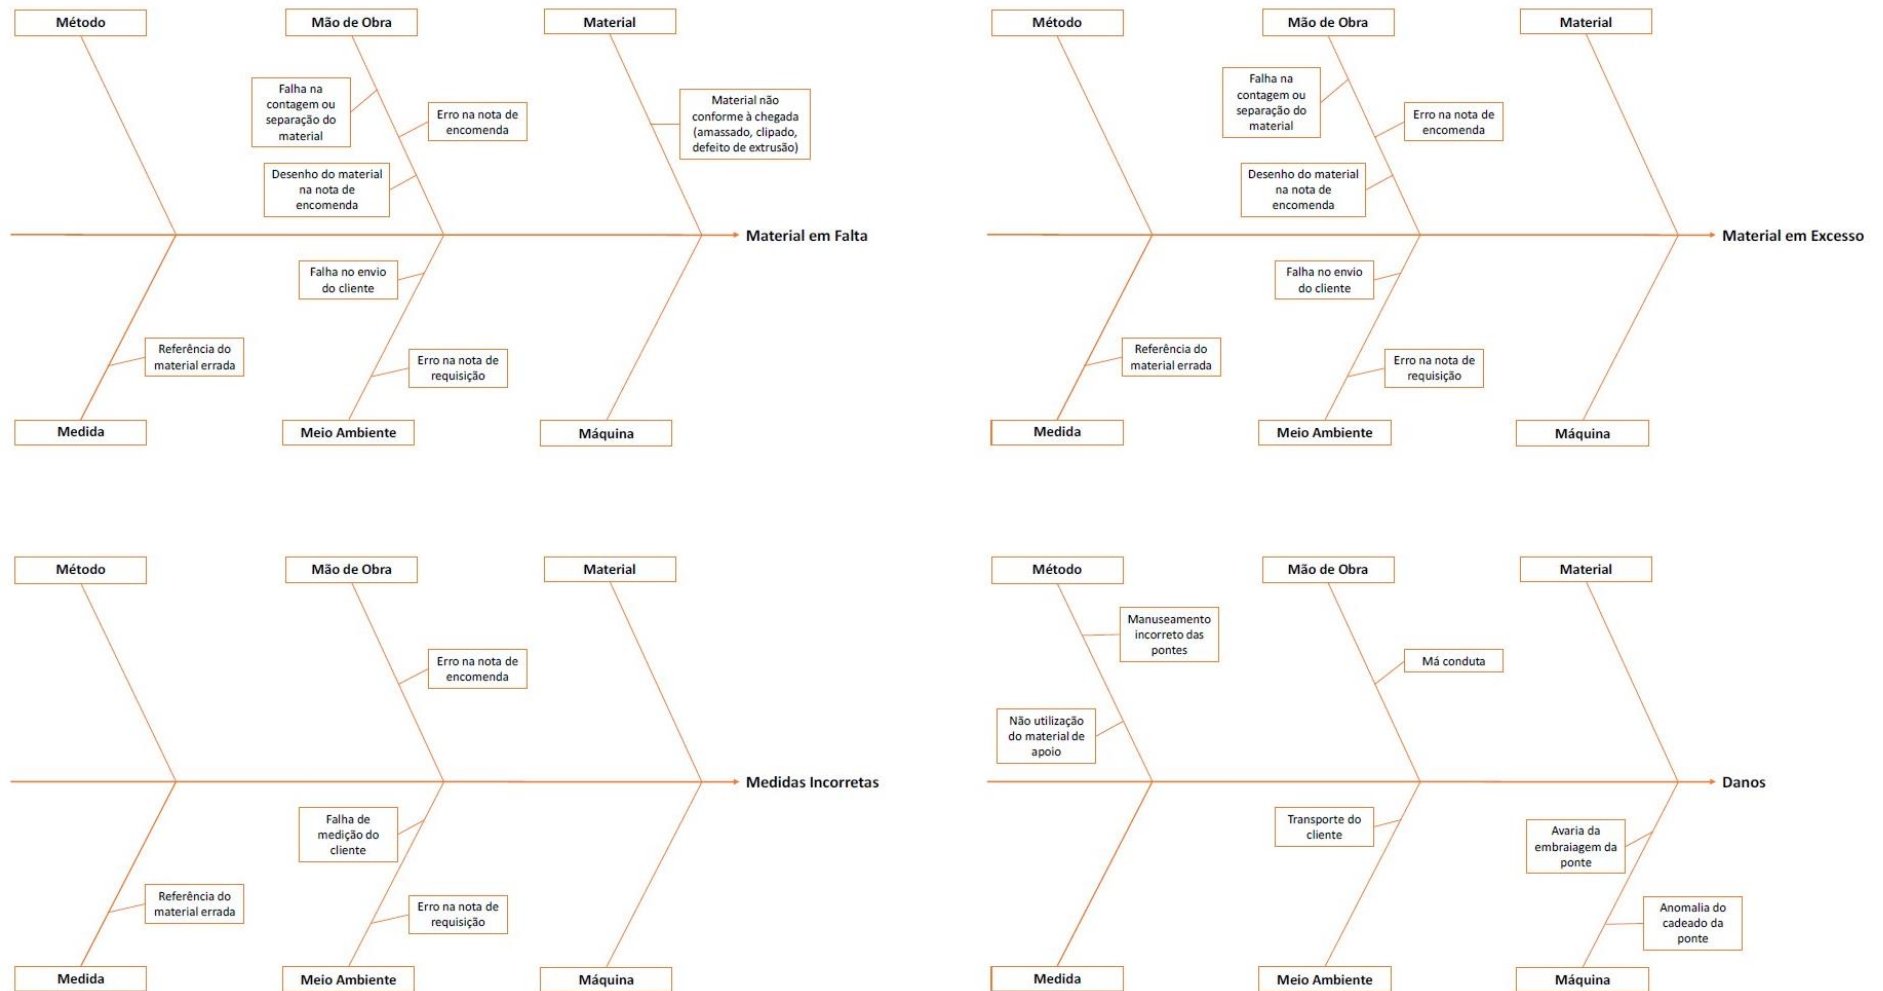 Método
Mão de Obra
Material
Falha na
contagem ou
separação do
material
Erro na nota de
encomenda
Material não
conforme à chegada
(amassado, clipado,
defeito de extrusão)
Desenho do material
na nota de
encomenda
Material em Falta
Falha no envio
do cliente
Referência do
material errada
Erro na nota de
requisição
Medida
Meio Ambiente
Máquina
Método
Mão de Obra
Material
Falha na
contagem ou
separação do
material
Erro na nota de
encomenda
Desenho do material
na nota de
encomenda
Material em Excesso
Falha no envio
do cliente
Referência do
material errada
Erro na nota de
requisição
Medida
Meio Ambiente
Máquina
Método
Mão de Obra
Material
Erro na nota de
encomenda
Medidas Incorretas
Falha de
medição do
cliente
Referência do
material errada
Erro na nota de
requisição
Medida
Meio Ambiente
Máquina
Método
Mão de Obra
Material
Manuseamento
incorreto das
pontes
Má conduta
Não utilização
do material de
apoio
Danos
Transporte do
cliente
Avaria da
embraiagem da
ponte
Anomalia do
cadeado da
ponte
Medida
Meio Ambiente
Máquina